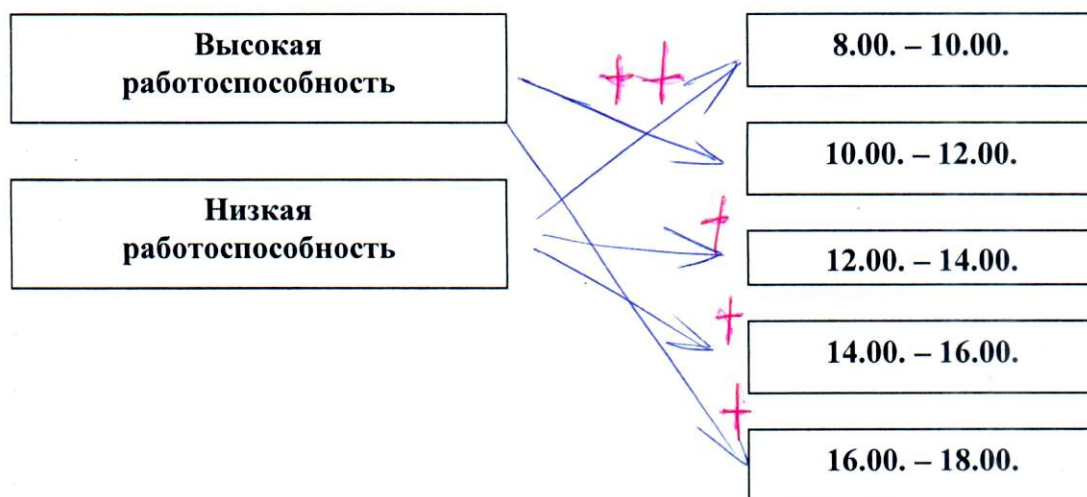 Высокая
работоспособность
Низкая
работоспособность
8.00. – 10.00.
10.00. – 12.00.
12.00. – 14.00.
14.00. – 16.00.
16.00. – 18.00.
++
+
+
+